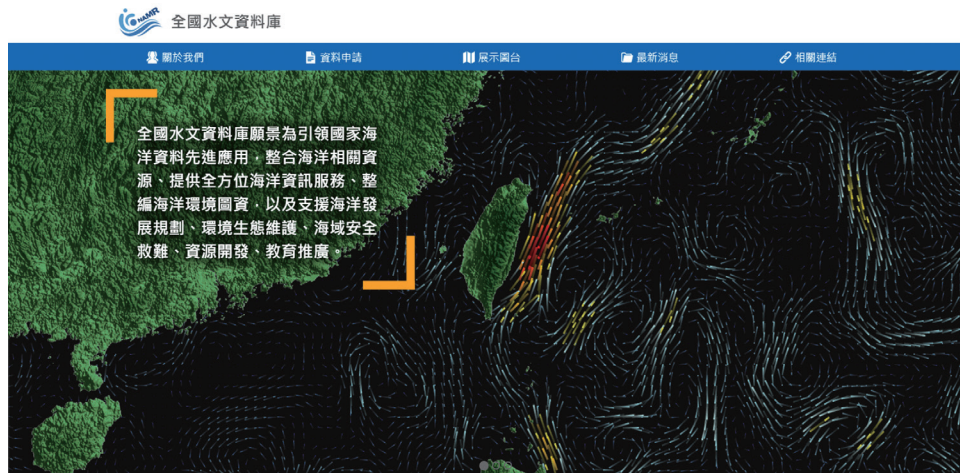 NAMR
全國水文資料庫
關於我們
資料申請
展示圖台
最新消息
相關連結
全國水文資料庫願景為引領國家海
洋資料先進應用，整合海洋相關資
源、提供全方位海洋資訊服務、整
編海洋環境圖資，以及支援海洋發
展規劃、環境生態維護、海域安全
救難、資源開發、教育推廣。